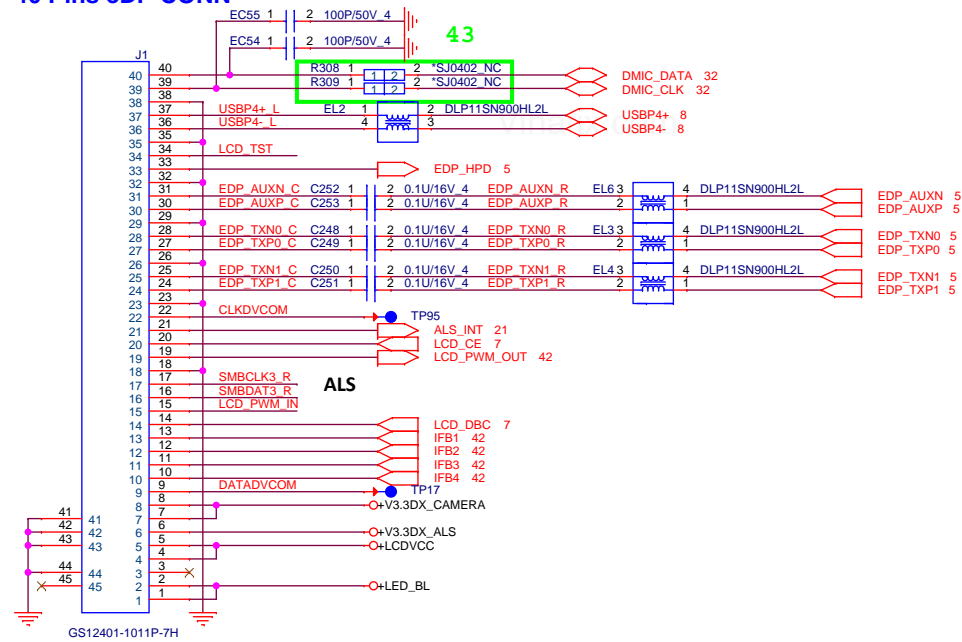 40 Pins eDP CONN
EC55 1 2 100P/50V_4
EC54 1 2 100P/50V_4
43
J1
40 40 R308 1 1 2 2 *SJ0402_NC DMIC_DATA 32
39 39 R309 1 1 2 2 *SJ0402_NC DMIC_CLK 32
38 38
37 37 USBP4+_L EL2 1 2 DLP11SN900HL2L USBP4+ 8
36 36 USBP4-_L 4 3 USBP4- 8
35 35
34 34 LCD_TST
33 33 EDP_HPD 5
32 32
31 31 EDP_AUXN_C C252 1 2 0.1U/16V_4 EDP_AUXN_R EL6 3 4 DLP11SN900HL2L EDP_AUXN 5
30 30 EDP_AUXP_C C253 1 2 0.1U/16V_4 EDP_AUXP_R 2 1 EDP_AUXP 5
29 29
28 28 EDP_TXN0_C C248 1 2 0.1U/16V_4 EDP_TXN0_R EL3 3 4 DLP11SN900HL2L EDP_TXN0 5
27 27 EDP_TXP0_C C249 1 2 0.1U/16V_4 EDP_TXP0_R 2 1 EDP_TXP0 5
26 26
25 25 EDP_TXN1_C C250 1 2 0.1U/16V_4 EDP_TXN1_R EL4 3 4 DLP11SN900HL2L EDP_TXN1 5
24 24 EDP_TXP1_C C251 1 2 0.1U/16V_4 EDP_TXP1_R 2 1 EDP_TXP1 5
23 23
22 22 CLKDVCOM TP95
21 21 ALS_INT 21
20 20 LCD_CE 7
19 19 LCD_PWM_OUT 42
18 18
17 17 SMBCLK3_R ALS
16 16 SMBDAT3_R
15 15 LCD_PWM_IN
14 14 LCD_DBC 7
13 13 IFB1 42
12 12 IFB2 42
11 11 IFB3 42
10 10 IFB4 42
9 9 DATADVCOM TP17
8 8 +V3.3DX_CAMERA
7 7
6 6 +V3.3DX_ALS
5 5 +LCDVCC
4 4
3 3
2 2 +LED_BL
1 1
41 41
42 42
43 43
44 44
45 45
GS12401-1011P-7H